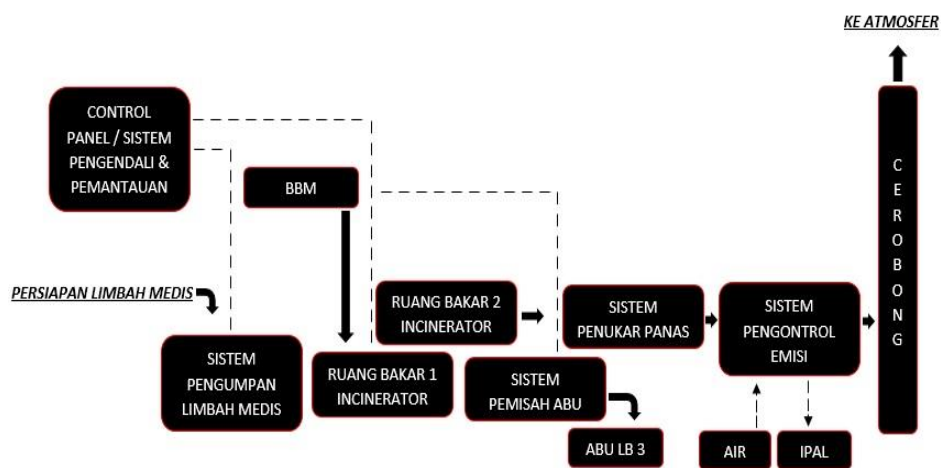 KE ATMOSFER
CONTROL
PANEL / SISTEM
PENGENDALI &
PEMANTAUAN
BBM
PERSIAPAN LIMBAH MEDIS
SISTEM
PENGUMPAN
LIMBAH MEDIS
RUANG BAKAR 1
INCINERATOR
RUANG BAKAR 2
INCINERATOR
SISTEM
PEMISAH ABU
ABU LB 3
SISTEM
PENUKAR PANAS
SISTEM
PENGONTROL
EMISI
AIR
IPAL
C
E
R
O
B
O
N
G